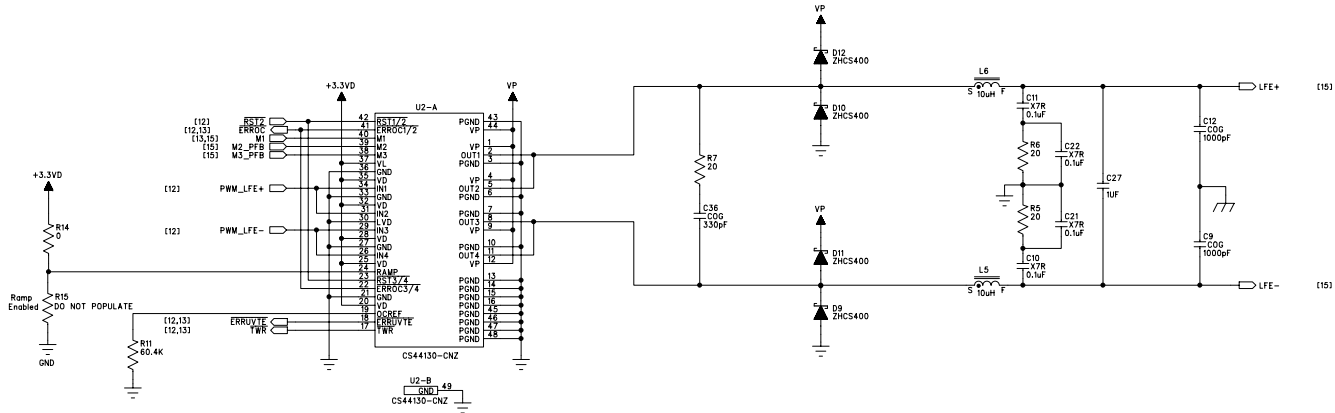 VP
D12
ZHCS400
D10
ZHCS400
L6
S 10uH F
LFE+ [15]
C11
X7R
0.1uF
C12
COG
1000pF
R6
20
C22
X7R
0.1uF
C27
1UF
R5
20
C21
X7R
0.1uF
C10
X7R
0.1uF
C9
COG
1000pF
R7
20
C36
COG
330pF
VP
D11
ZHCS400
D9
ZHCS400
L5
S 10uH F
LFE- [15]
+3.3VD
VP
U2-A
[12] RST2 42 RST1/2
[12,13] ERROC 41 ERROC1/2
[13,15] M1 40 M1
[15] M2_PFB 39 M2
[15] M3_PFB 38 M3
37 VL
36 GND
35 VD
[12] PWM_LFE+ 34 IN1
33 GND
32 VD
31 IN2
30 LVD
[12] PWM_LFE- 29 IN3
28 VD
27 GND
26 IN4
25 VD
24 RAMP
23 RST3/4
22 ERROC3/4
21 GND
20 VD
19 OCREF
[12,13] ERRUVTE 18 ERRUVTE
[12,13] TWR 17 TWR
PGND 43
VP 44
VP 1
OUT1 2
PGND 3
VP 4
OUT2 5
PGND 6
PGND 7
OUT3 8
VP 9
PGND 10
OUT4 11
VP 12
PGND 13
PGND 14
PGND 15
PGND 16
PGND 45
PGND 46
PGND 47
PGND 48
CS44130-CNZ
U2-B
GND 49
CS44130-CNZ
+3.3VD
R14
0
Ramp
Enabled
R15
DO NOT POPULATE
GND
R11
60.4K